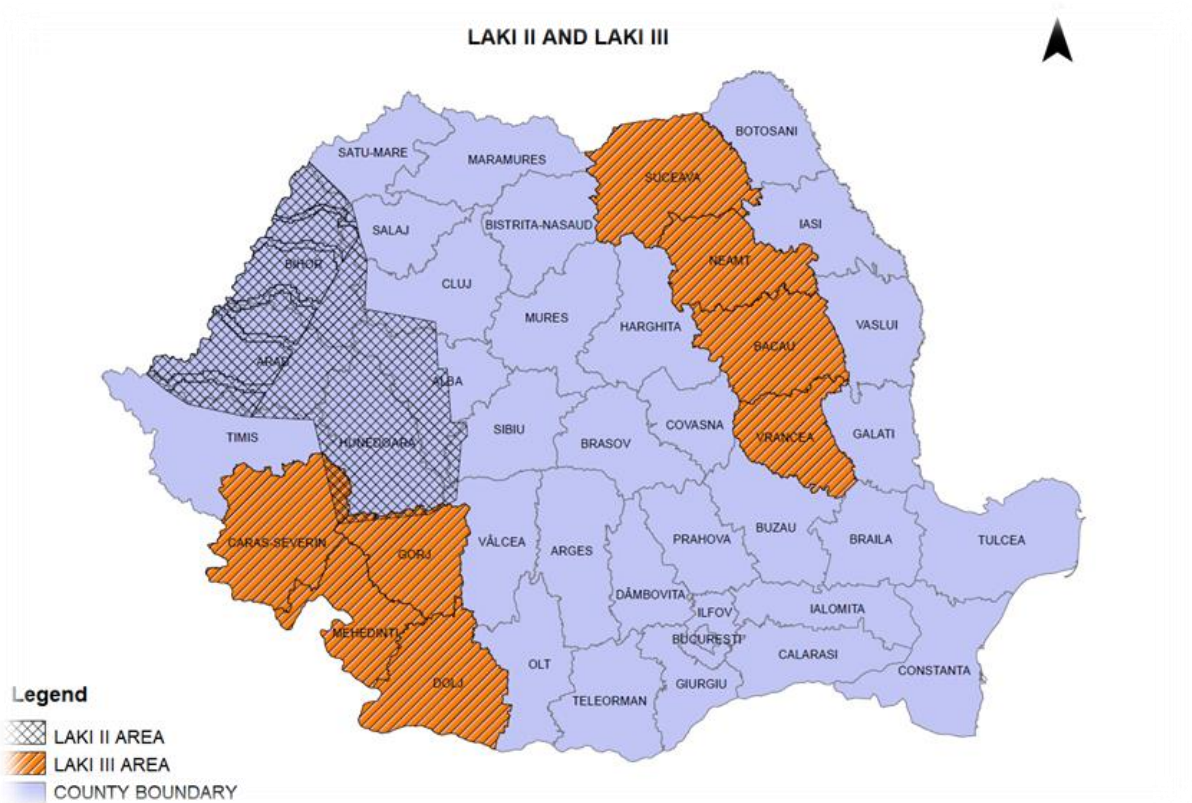 LAKI II AND LAKI III
BOTOSANI
SATU-MARE
MARAMURES
SUCEAVA
SALAJ
BISTRITA-NASAUD
IASI
BIHOR
NEAMT
CLUJ
MURES
HARGHITA
VASLUI
BACAU
ARAD
ALBA
SIBIU
COVASNA
BRASOV
VRANCEA
GALATI
TIMIS
HUNEDOARA
CARAS-SEVERIN
GORJ
VÂLCEA
ARGES
PRAHOVA
BUZAU
BRAILA
TULCEA
DÂMBOVITA
ILFOV
IALOMITA
MEHEDINTI
BUCURESTI
CALARASI
OLT
DOLJ
TELEORMAN
GIURGIU
CONSTANTA
Legend
LAKI II AREA
LAKI III AREA
COUNTY BOUNDARY